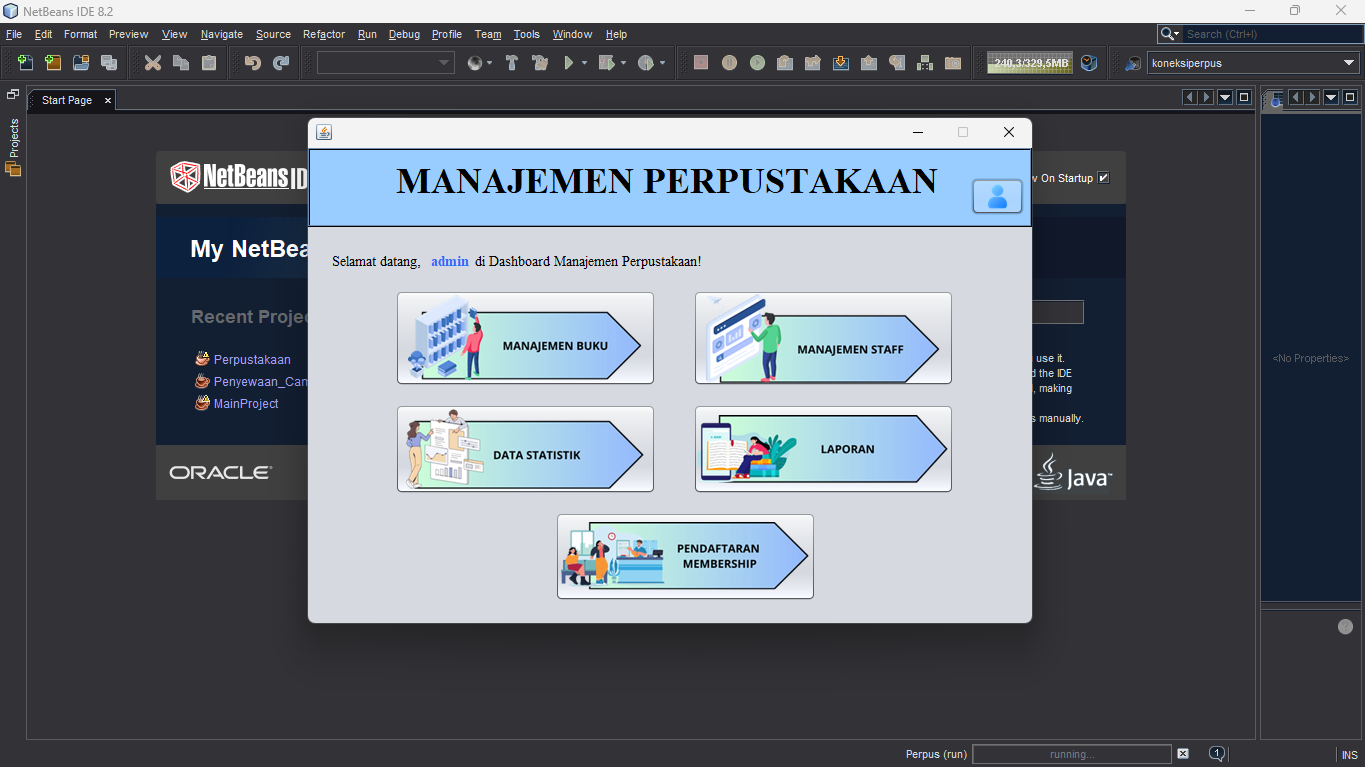 NetBeans IDE 8.2
File Edit Format Preview View Navigate Source Refactor Run Debug Profile Team Tools Window Help
Search (Ctrl+I)
240,3/329,5MB
koneksiperpus
Start Page
Projects
NetBeans ID
On Startup
MANAJEMEN PERPUSTAKAAN
My NetBea
Selamat datang, admin di Dashboard Manajemen Perpustakaan!
Recent Projec
Perpustakaan
Penyewaan_Can
MainProject
MANAJEMEN BUKU
MANAJEMEN STAFF
DATA STATISTIK
LAPORAN
PENDAFTARAN
MEMBERSHIP
use it.
the IDE
, making
manually.
<No Properties>
ORACLE
Java
Perpus (run)
running...
1
INS